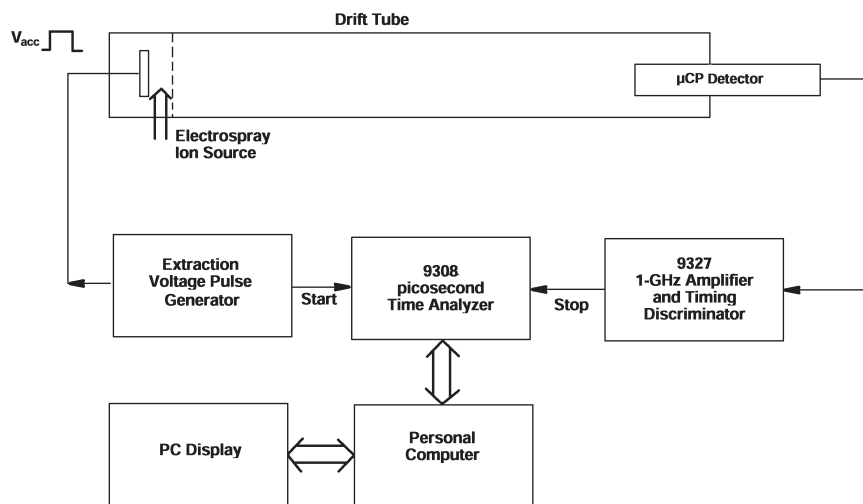 Drift Tube
Vacc
µCP Detector
Electrospray
Ion Source
Extraction
Voltage Pulse
Generator
Start
9308
picosecond
Time Analyzer
Stop
9327
1-GHz Amplifier
and Timing
Discriminator
PC Display
Personal
Computer